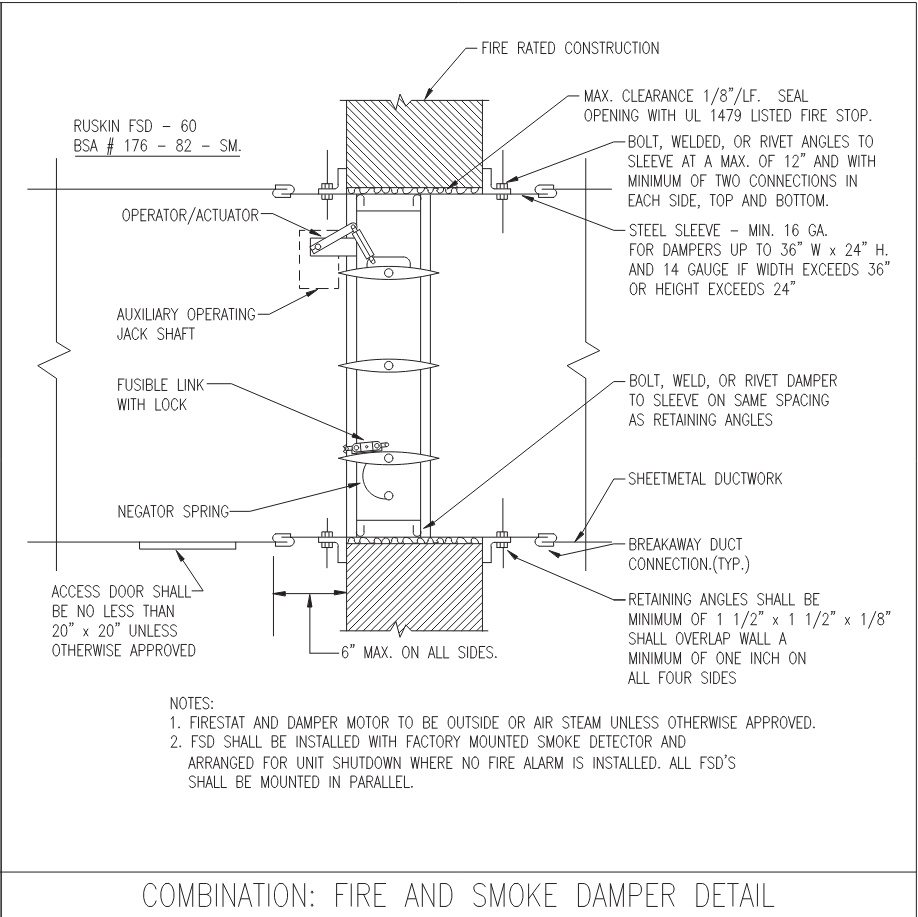 FIRE RATED CONSTRUCTION
MAX. CLEARANCE 1/8"/LF. SEAL
OPENING WITH UL 1479 LISTED FIRE STOP.
RUSKIN FSD - 60
BSA # 176 - 82 - SM.
BOLT, WELDED, OR RIVET ANGLES TO
SLEEVE AT A MAX. OF 12" AND WITH
MINIMUM OF TWO CONNECTIONS IN
EACH SIDE, TOP AND BOTTOM.
OPERATOR/ACTUATOR
STEEL SLEEVE - MIN. 16 GA.
FOR DAMPERS UP TO 36" W x 24" H.
AND 14 GAUGE IF WIDTH EXCEEDS 36"
OR HEIGHT EXCEEDS 24"
AUXILIARY OPERATING
JACK SHAFT
FUSIBLE LINK
WITH LOCK
BOLT, WELD, OR RIVET DAMPER
TO SLEEVE ON SAME SPACING
AS RETAINING ANGLES
NEGATOR SPRING
SHEETMETAL DUCTWORK
BREAKAWAY DUCT
CONNECTION.(TYP.)
ACCESS DOOR SHALL
BE NO LESS THAN
20" x 20" UNLESS
OTHERWISE APPROVED
RETAINING ANGLES SHALL BE
MINIMUM OF 1 1/2" x 1 1/2" x 1/8"
SHALL OVERLAP WALL A
MINIMUM OF ONE INCH ON
ALL FOUR SIDES
6" MAX. ON ALL SIDES.
NOTES:
1. FIRESTAT AND DAMPER MOTOR TO BE OUTSIDE OR AIR STEAM UNLESS OTHERWISE APPROVED.
2. FSD SHALL BE INSTALLED WITH FACTORY MOUNTED SMOKE DETECTOR AND
ARRANGED FOR UNIT SHUTDOWN WHERE NO FIRE ALARM IS INSTALLED. ALL FSD'S
SHALL BE MOUNTED IN PARALLEL.
COMBINATION: FIRE AND SMOKE DAMPER DETAIL